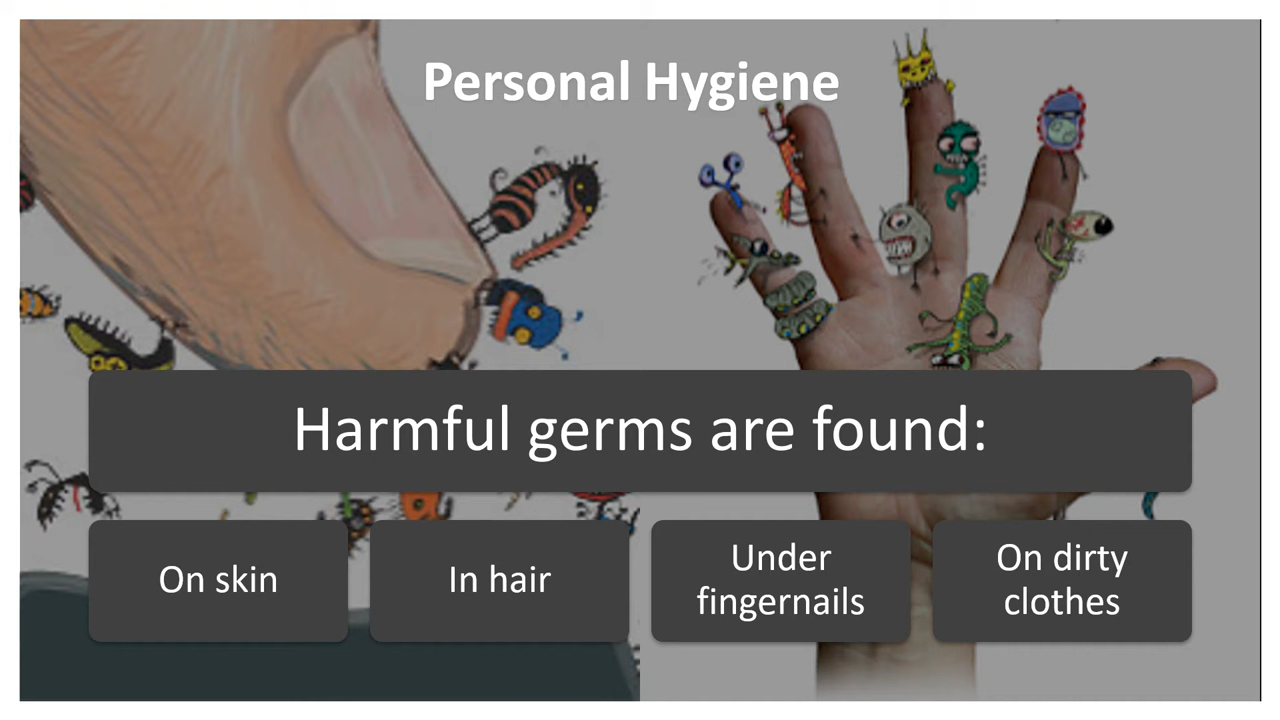 Personal Hygiene
Harmful germs are found:
On skin
In hair
Under
fingernails
On dirty
clothes